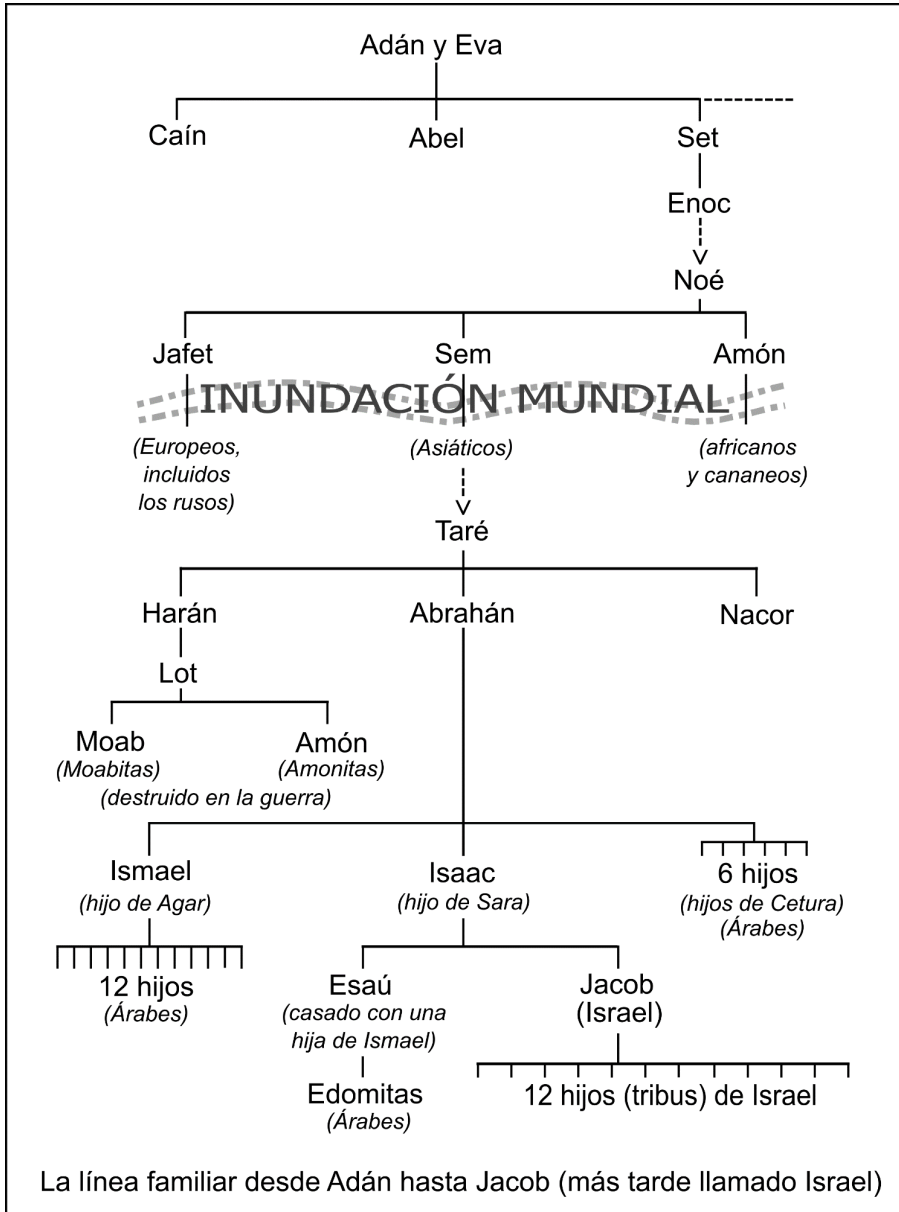 Adán y Eva
Caín Abel Set
Enoc
Noé
Jafet Sem Amón
INUNDACIÓN MUNDIAL
(Europeos,
incluidos
los rusos)
(Asiáticos)
(africanos
y cananeos)
Taré
Harán Abrahán Nacor
Lot
Moab
(Moabitas)
Amón
(Amonitas)
(destruido en la guerra)
Ismael
(hijo de Agar)
Isaac
(hijo de Sara)
6 hijos
(hijos de Cetura)
(Árabes)
12 hijos
(Árabes)
Esaú
(casado con una
hija de Ismael)
Jacob
(Israel)
Edomitas
(Árabes)
12 hijos (tribus) de Israel
La línea familiar desde Adán hasta Jacob (más tarde llamado Israel)